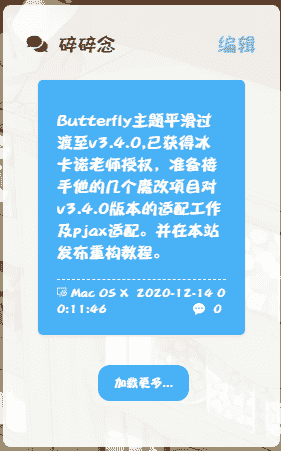 碎碎念 编辑
Butterfly主题平滑过
渡至v3.4.0,已获得冰
卡诺老师授权，准备接
手他的几个魔改项目对
v3.4.0版本的适配工作
及pjax适配。并在本站
发布重构教程。
Mac OS X 2020-12-14 0
0:11:46 0
加载更多...